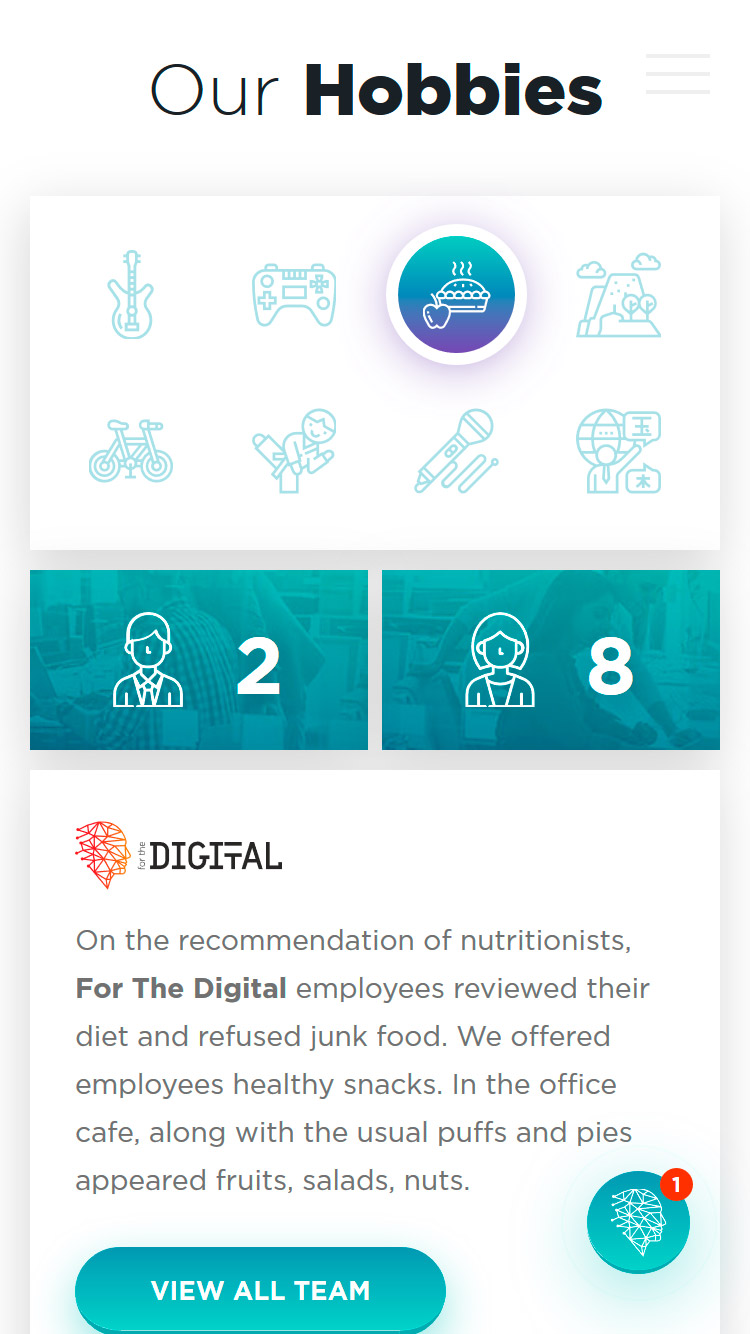 Our Hobbies
玉
木
2
8
for the DIGITAL
On the recommendation of nutritionists,
For The Digital employees reviewed their
diet and refused junk food. We offered
employees healthy snacks. In the office
cafe, along with the usual puffs and pies
appeared fruits, salads, nuts.
1
VIEW ALL TEAM